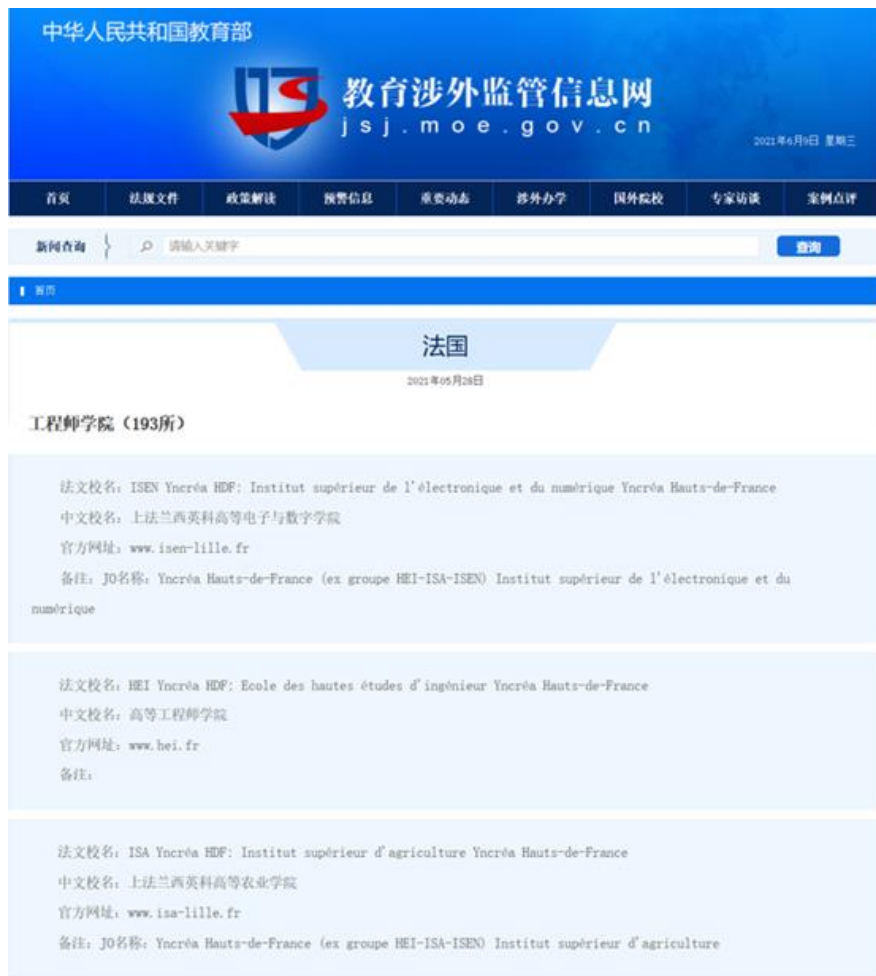 中华人民共和国教育部
教育涉外监管信息网
jsj.moe.gov.cn
2021年6月9日 星期三
首页 法规文件 政策解读 预警信息 重要动态 涉外办学 国外院校 专家访谈 案例点评
新闻查询 请输入关键字 查询
首页
法国
2021年05月28日
工程师学院（193所）
法文校名：ISEN Yncréa HDF: Institut supérieur de l'électronique et du numérique Yncréa Hauts-de-France
中文校名：上法兰西英科高等电子与数字学院
官方网址：www.isen-lille.fr
备注：JO名称：Yncréa Hauts-de-France (ex groupe HEI-ISA-ISEN) Institut supérieur de l'électronique et du
numérique
法文校名：HEI Yncréa HDF: Ecole des hautes études d'ingénieur Yncréa Hauts-de-France
中文校名：高等工程师学院
官方网址：www.hei.fr
备注：
法文校名：ISA Yncréa HDF: Institut supérieur d'agriculture Yncréa Hauts-de-France
中文校名：上法兰西英科高等农业学院
官方网址：www.isa-lille.fr
备注：JO名称：Yncréa Hauts-de-France (ex groupe HEI-ISA-ISEN) Institut supérieur d'agriculture